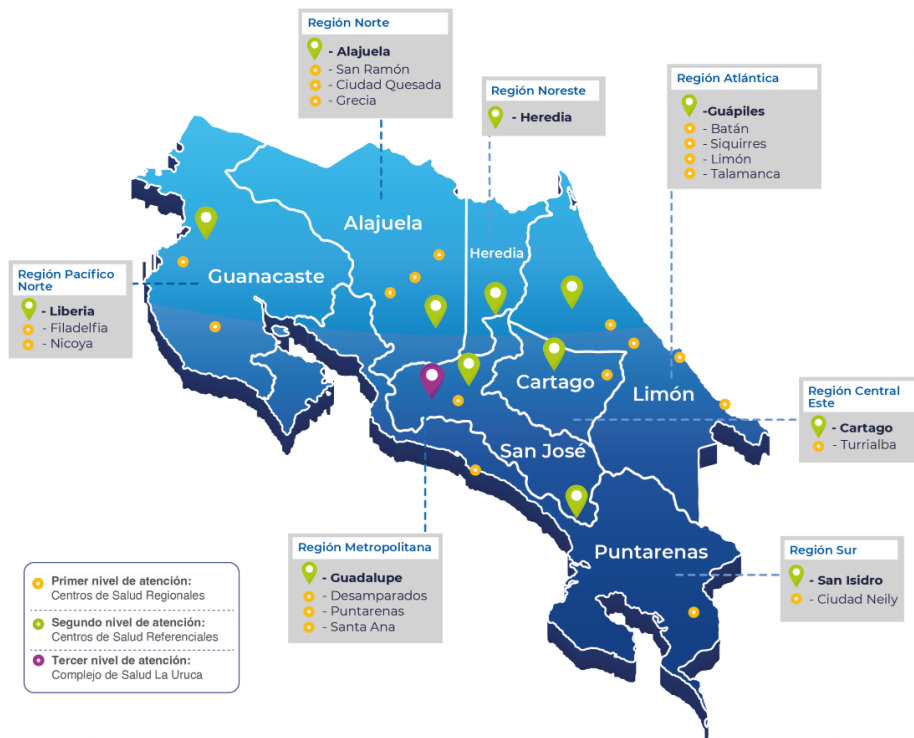 Región Norte
- Alajuela
- San Ramón
- Ciudad Quesada
- Grecia
Región Noreste
- Heredia
Región Atlántica
-Guápiles
- Batán
- Siquirres
- Limón
- Talamanca
Alajuela
Heredia
Guanacaste
Región Pacífico
Norte
- Liberia
- Filadelfia
- Nicoya
Cartago
Limón
Región Central
Este
- Cartago
- Turrialba
San José
Puntarenas
Región Metropolitana
- Guadalupe
- Desamparados
- Puntarenas
- Santa Ana
Región Sur
- San Isidro
- Ciudad Neily
Primer nivel de atención:
Centros de Salud Regionales
Segundo nivel de atención:
Centros de Salud Referenciales
Tercer nivel de atención:
Complejo de Salud La Uruca